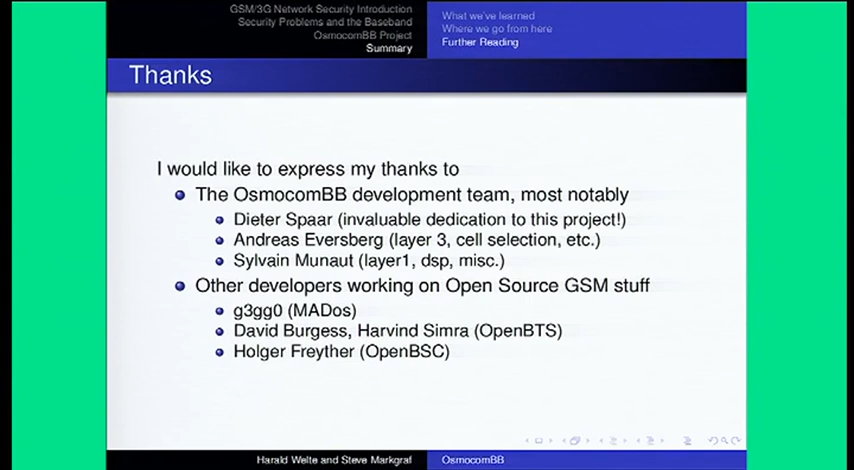 GSM/3G Network Security Introduction
Security Problems and the Baseband
OsmocomBB Project
Summary
What we've learned
Where we go from here
Further Reading
Thanks
I would like to express my thanks to
The OsmocomBB development team, most notably
Dieter Spaar (invaluable dedication to this project!)
Andreas Eversberg (layer 3, cell selection, etc.)
Sylvain Munaut (layer1, dsp, misc.)
Other developers working on Open Source GSM stuff
g3gg0 (MADos)
David Burgess, Harvind Simra (OpenBTS)
Holger Freyther (OpenBSC)
Harald Welte and Steve Markgraf
OsmocomBB